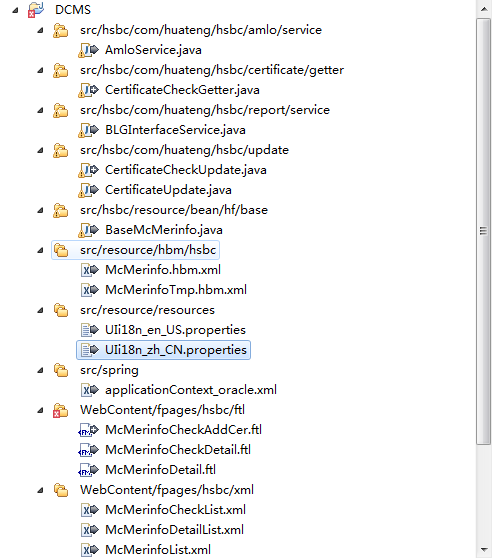 DCMS
src/hsbc/com/huateng/hsbc/amlo/service
AmloService.java
src/hsbc/com/huateng/hsbc/certificate/getter
CertificateCheckGetter.java
src/hsbc/com/huateng/hsbc/report/service
BLGInterfaceService.java
src/hsbc/com/huateng/hsbc/update
CertificateCheckUpdate.java
CertificateUpdate.java
src/hsbc/resource/bean/hf/base
BaseMcMerinfo.java
src/resource/hbm/hsbc
McMerinfo.hbm.xml
McMerinfoTmp.hbm.xml
src/resource/resources
UIi18n_en_US.properties
UIi18n_zh_CN.properties
src/spring
applicationContext_oracle.xml
WebContent/fpages/hsbc/ftl
McMerinfoCheckAddCer.ftl
McMerinfoCheckDetail.ftl
McMerinfoDetail.ftl
WebContent/fpages/hsbc/xml
McMerinfoCheckList.xml
McMerinfoDetailList.xml
McMerinfoList.xml